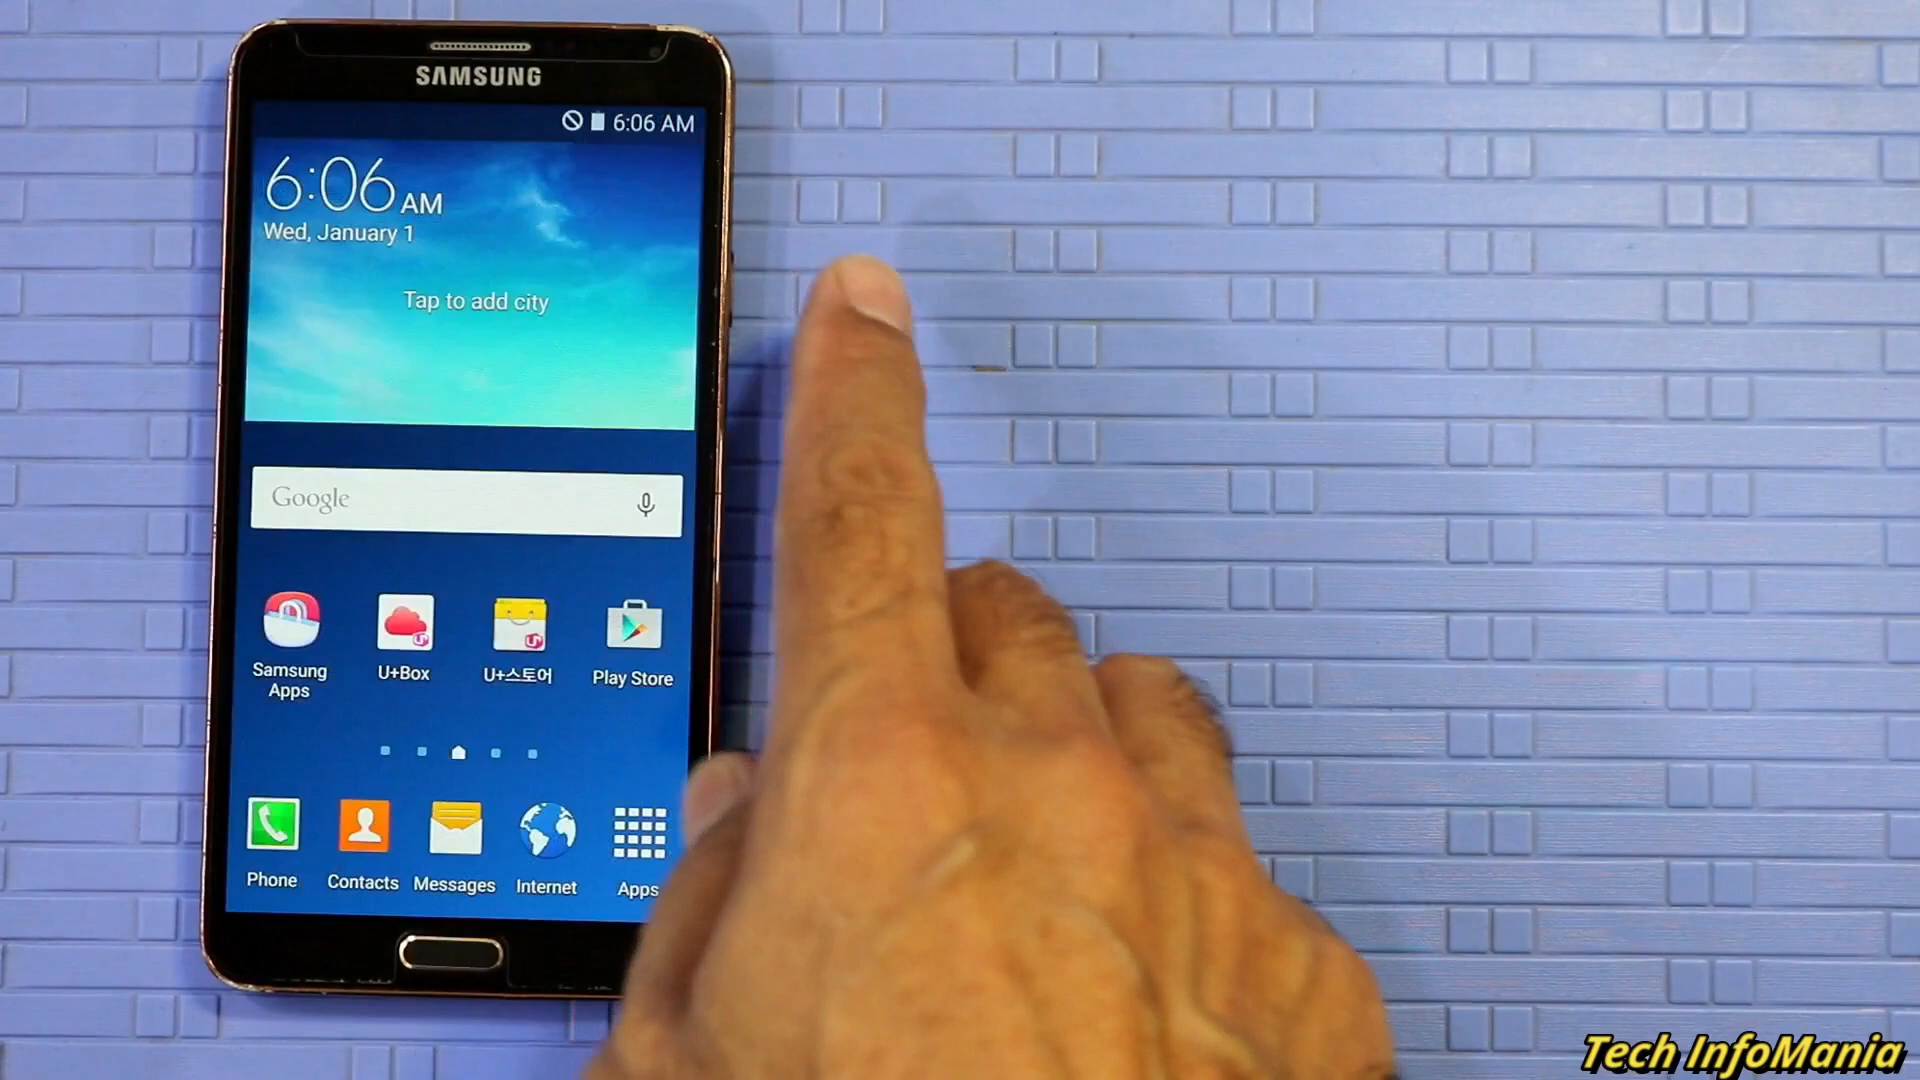 SAMSUNG
6:06 AM
6:06 AM
Wed, January 1
Tap to add city
Google
Samsung Apps
U+Box
U+스토어
Play Store
Phone
Contacts
Messages
Internet
Apps
Tech InfoMania